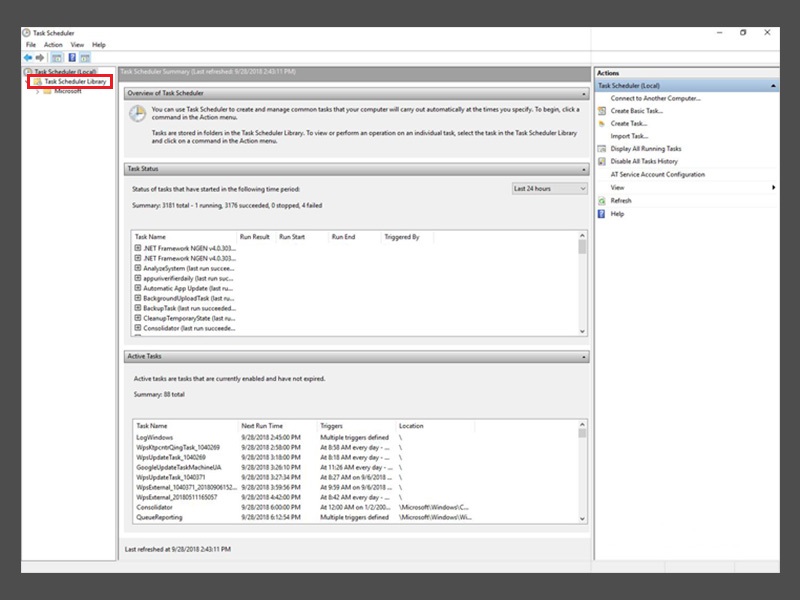 Task Scheduler
File Action View Help
Task Scheduler (Local)
Task Scheduler Library
Microsoft
Task Scheduler Summary (Last refreshed: 9/28/2018 2:43:11 PM)
Overview of Task Scheduler
You can use Task Scheduler to create and manage common tasks that your computer will carry out automatically at the times you specify. To begin, click a
command in the Action menu.
Tasks are stored in folders in the Task Scheduler Library. To view or perform an operation on an individual task, select the task in the Task Scheduler Library
and click on a command in the Action menu.
Task Status
Status of tasks that have started in the following time period:
Last 24 hours
Summary: 3181 total - 1 running, 3176 succeeded, 0 stopped, 4 failed
Task Name Run Result Run Start Run End Triggered By
.NET Framework NGEN v4.0.303...
.NET Framework NGEN v4.0.303...
AnalyzeSystem (last run succee...
appuriverifierdaily (last run suc...
Automatic App Update (last ru...
BackgroundUploadTask (last ru...
BackupTask (last run succeeded...
CleanupTemporaryState (last ru...
Consolidator (last run succeede...
Active Tasks
Active tasks are tasks that are currently enabled and have not expired.
Summary: 88 total
Task Name Next Run Time Triggers Location
LogWindows 9/28/2018 2:45:00 PM Multiple triggers defined \
WpsKtpcntrQingTask_1040269 9/28/2018 2:58:00 PM At 8:38 AM every day - ... \
WpsUpdateTask_1040269 9/28/2018 3:18:00 PM At 8:18 AM every day - ... \
GoogleUpdateTaskMachineUA 9/28/2018 3:26:10 PM At 11:26 AM every day - ... \
WpsUpdateTask_1040371 9/28/2018 3:27:34 PM At 8:27 AM on 9/6/2018 ... \
WpsExternal_1040371_20180906152... 9/28/2018 3:59:56 PM At 9:59 AM on 9/6/2018 ... \
WpsExternal_20180511165057 9/28/2018 4:42:00 PM At 8:42 AM every day - ... \
Consolidator 9/28/2018 6:00:00 PM At 12:00 AM on 1/2/200... \Microsoft\Windows\C...
QueueReporting 9/28/2018 6:12:54 PM Multiple triggers defined \Microsoft\Windows\Wi...
Last refreshed at 9/28/2018 2:43:11 PM
Actions
Task Scheduler (Local)
Connect to Another Computer...
Create Basic Task...
Create Task...
Import Task...
Display All Running Tasks
Disable All Tasks History
AT Service Account Configuration
View
Refresh
Help